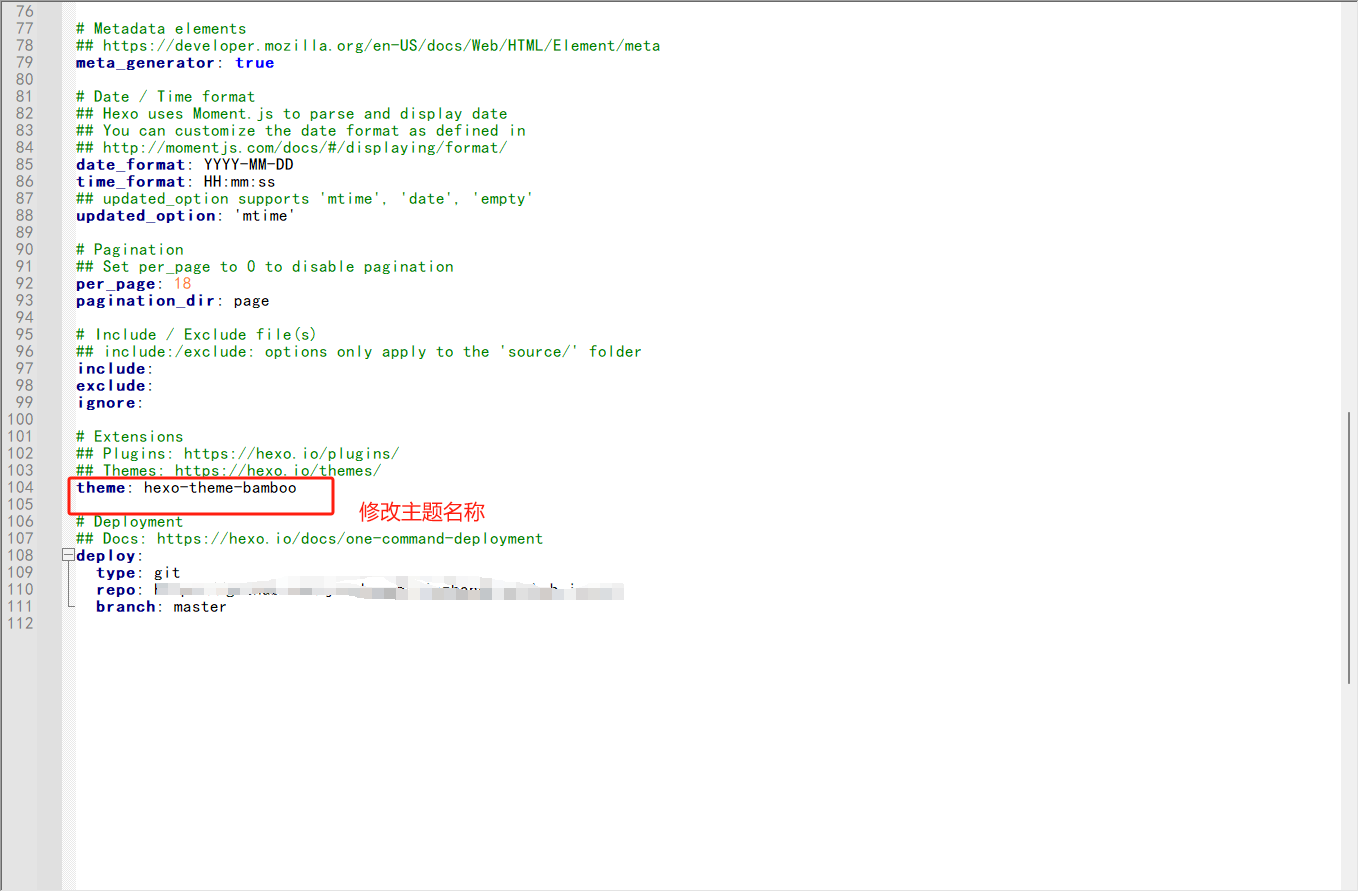 76
77 # Metadata elements
78 ## https://developer.mozilla.org/en-US/docs/Web/HTML/Element/meta
79 meta_generator: true
80
81 # Date / Time format
82 ## Hexo uses Moment.js to parse and display date
83 ## You can customize the date format as defined in
84 ## http://momentjs.com/docs/#/displaying/format/
85 date_format: YYYY-MM-DD
86 time_format: HH:mm:ss
87 ## updated_option supports 'mtime', 'date', 'empty'
88 updated_option: 'mtime'
89
90 # Pagination
91 ## Set per_page to 0 to disable pagination
92 per_page: 18
93 pagination_dir: page
94
95 # Include / Exclude file(s)
96 ## include:/exclude: options only apply to the 'source/' folder
97 include:
98 exclude:
99 ignore:
100
101 # Extensions
102 ## Plugins: https://hexo.io/plugins/
103 ## Themes: https://hexo.io/themes/
104 theme: hexo-theme-bamboo
105
修改主题名称
106 # Deployment
107 ## Docs: https://hexo.io/docs/one-command-deployment
108 deploy:
109 type: git
110 repo:
111 branch: master
112